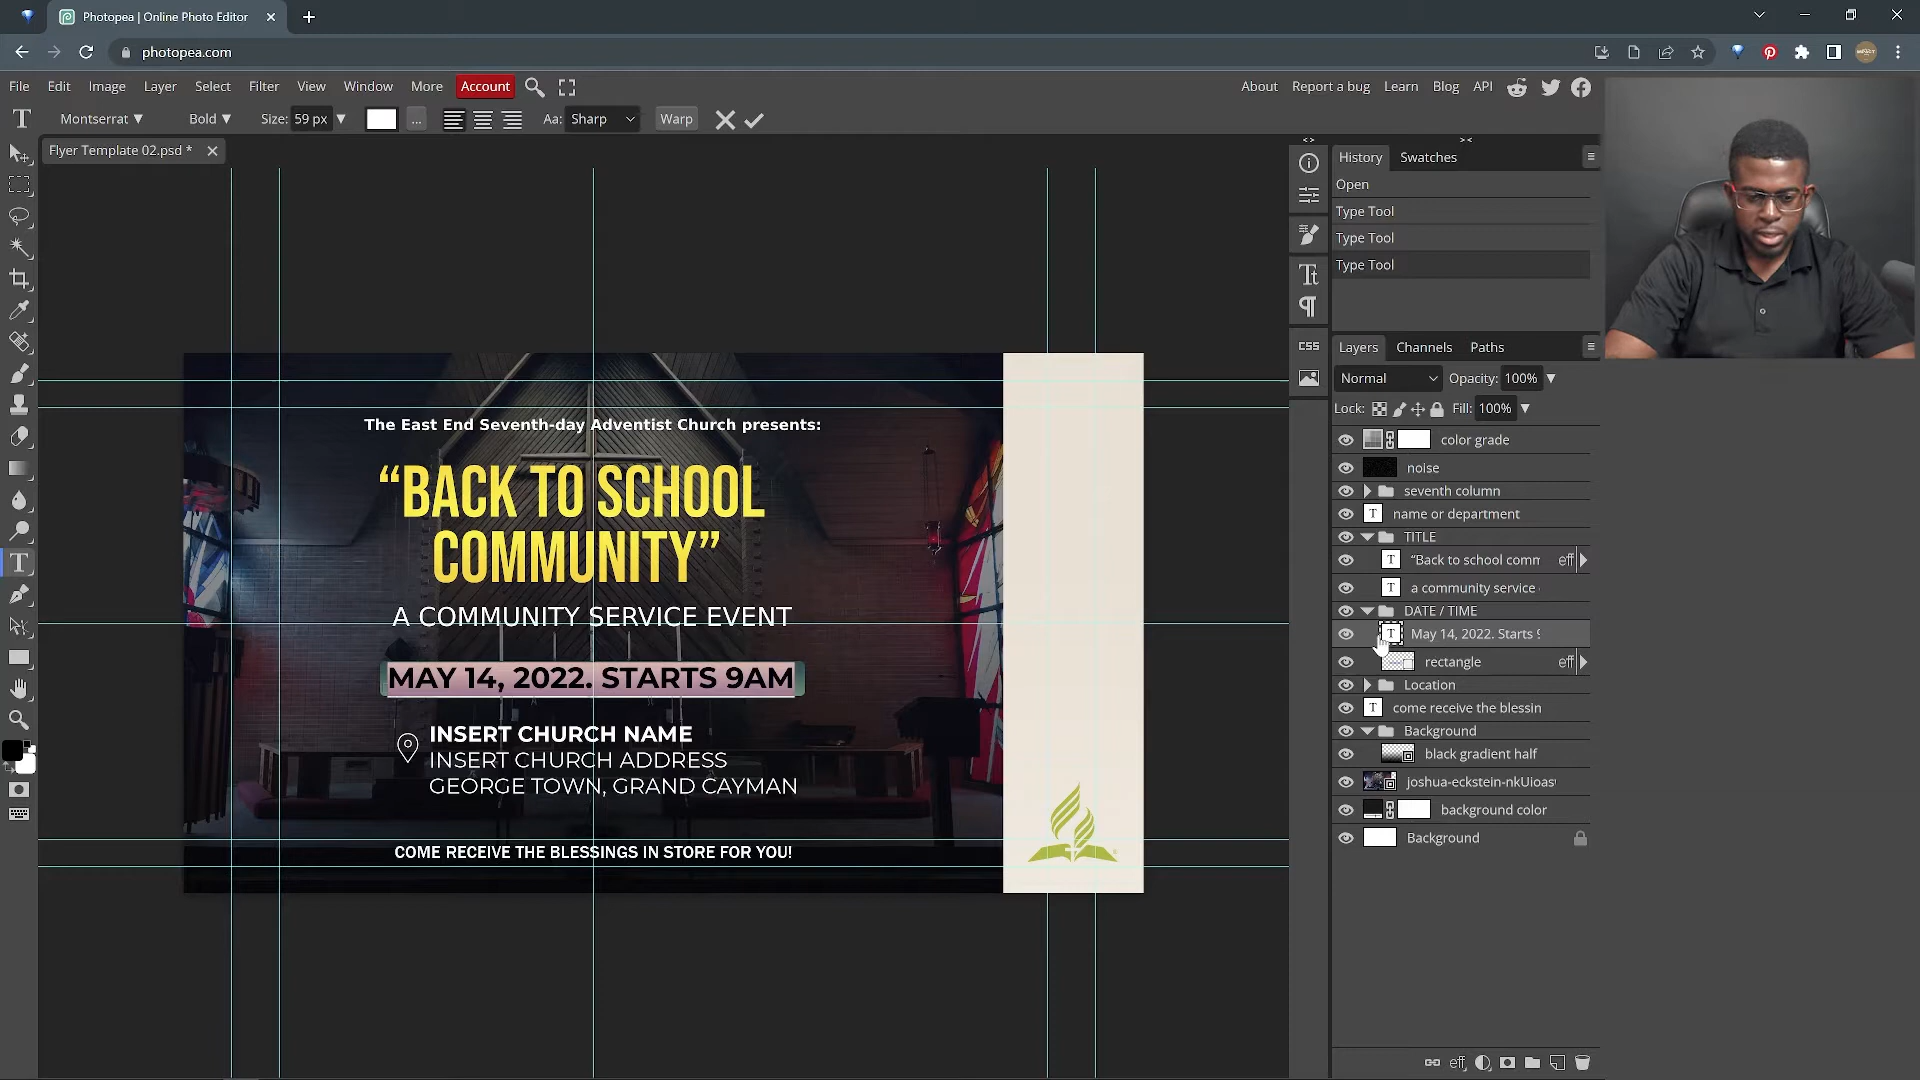 Photopea | Online Photo Editor
photopea.com
File Edit Image Layer Select Filter View Window More Account
About Report a bug Learn Blog API
Montserrat Bold Size: 59 px ... Aa: Sharp Warp
Flyer Template 02.psd *
The East End Seventh-day Adventist Church presents:
“BACK TO SCHOOL
COMMUNITY”
A COMMUNITY SERVICE EVENT
MAY 14, 2022. STARTS 9AM
INSERT CHURCH NAME
INSERT CHURCH ADDRESS
GEORGE TOWN, GRAND CAYMAN
COME RECEIVE THE BLESSINGS IN STORE FOR YOU!
CSS
History Swatches
Open
Type Tool
Type Tool
Type Tool
Layers Channels Paths
Normal Opacity: 100%
Lock: Fill: 100%
color grade
noise
seventh column
name or department
TITLE
“Back to school comm eff
a community service
DATE / TIME
May 14, 2022. Starts 9
rectangle eff
Location
come receive the blessin
Background
black gradient half
joshua-eckstein-nkUioas
background color
Background
eff